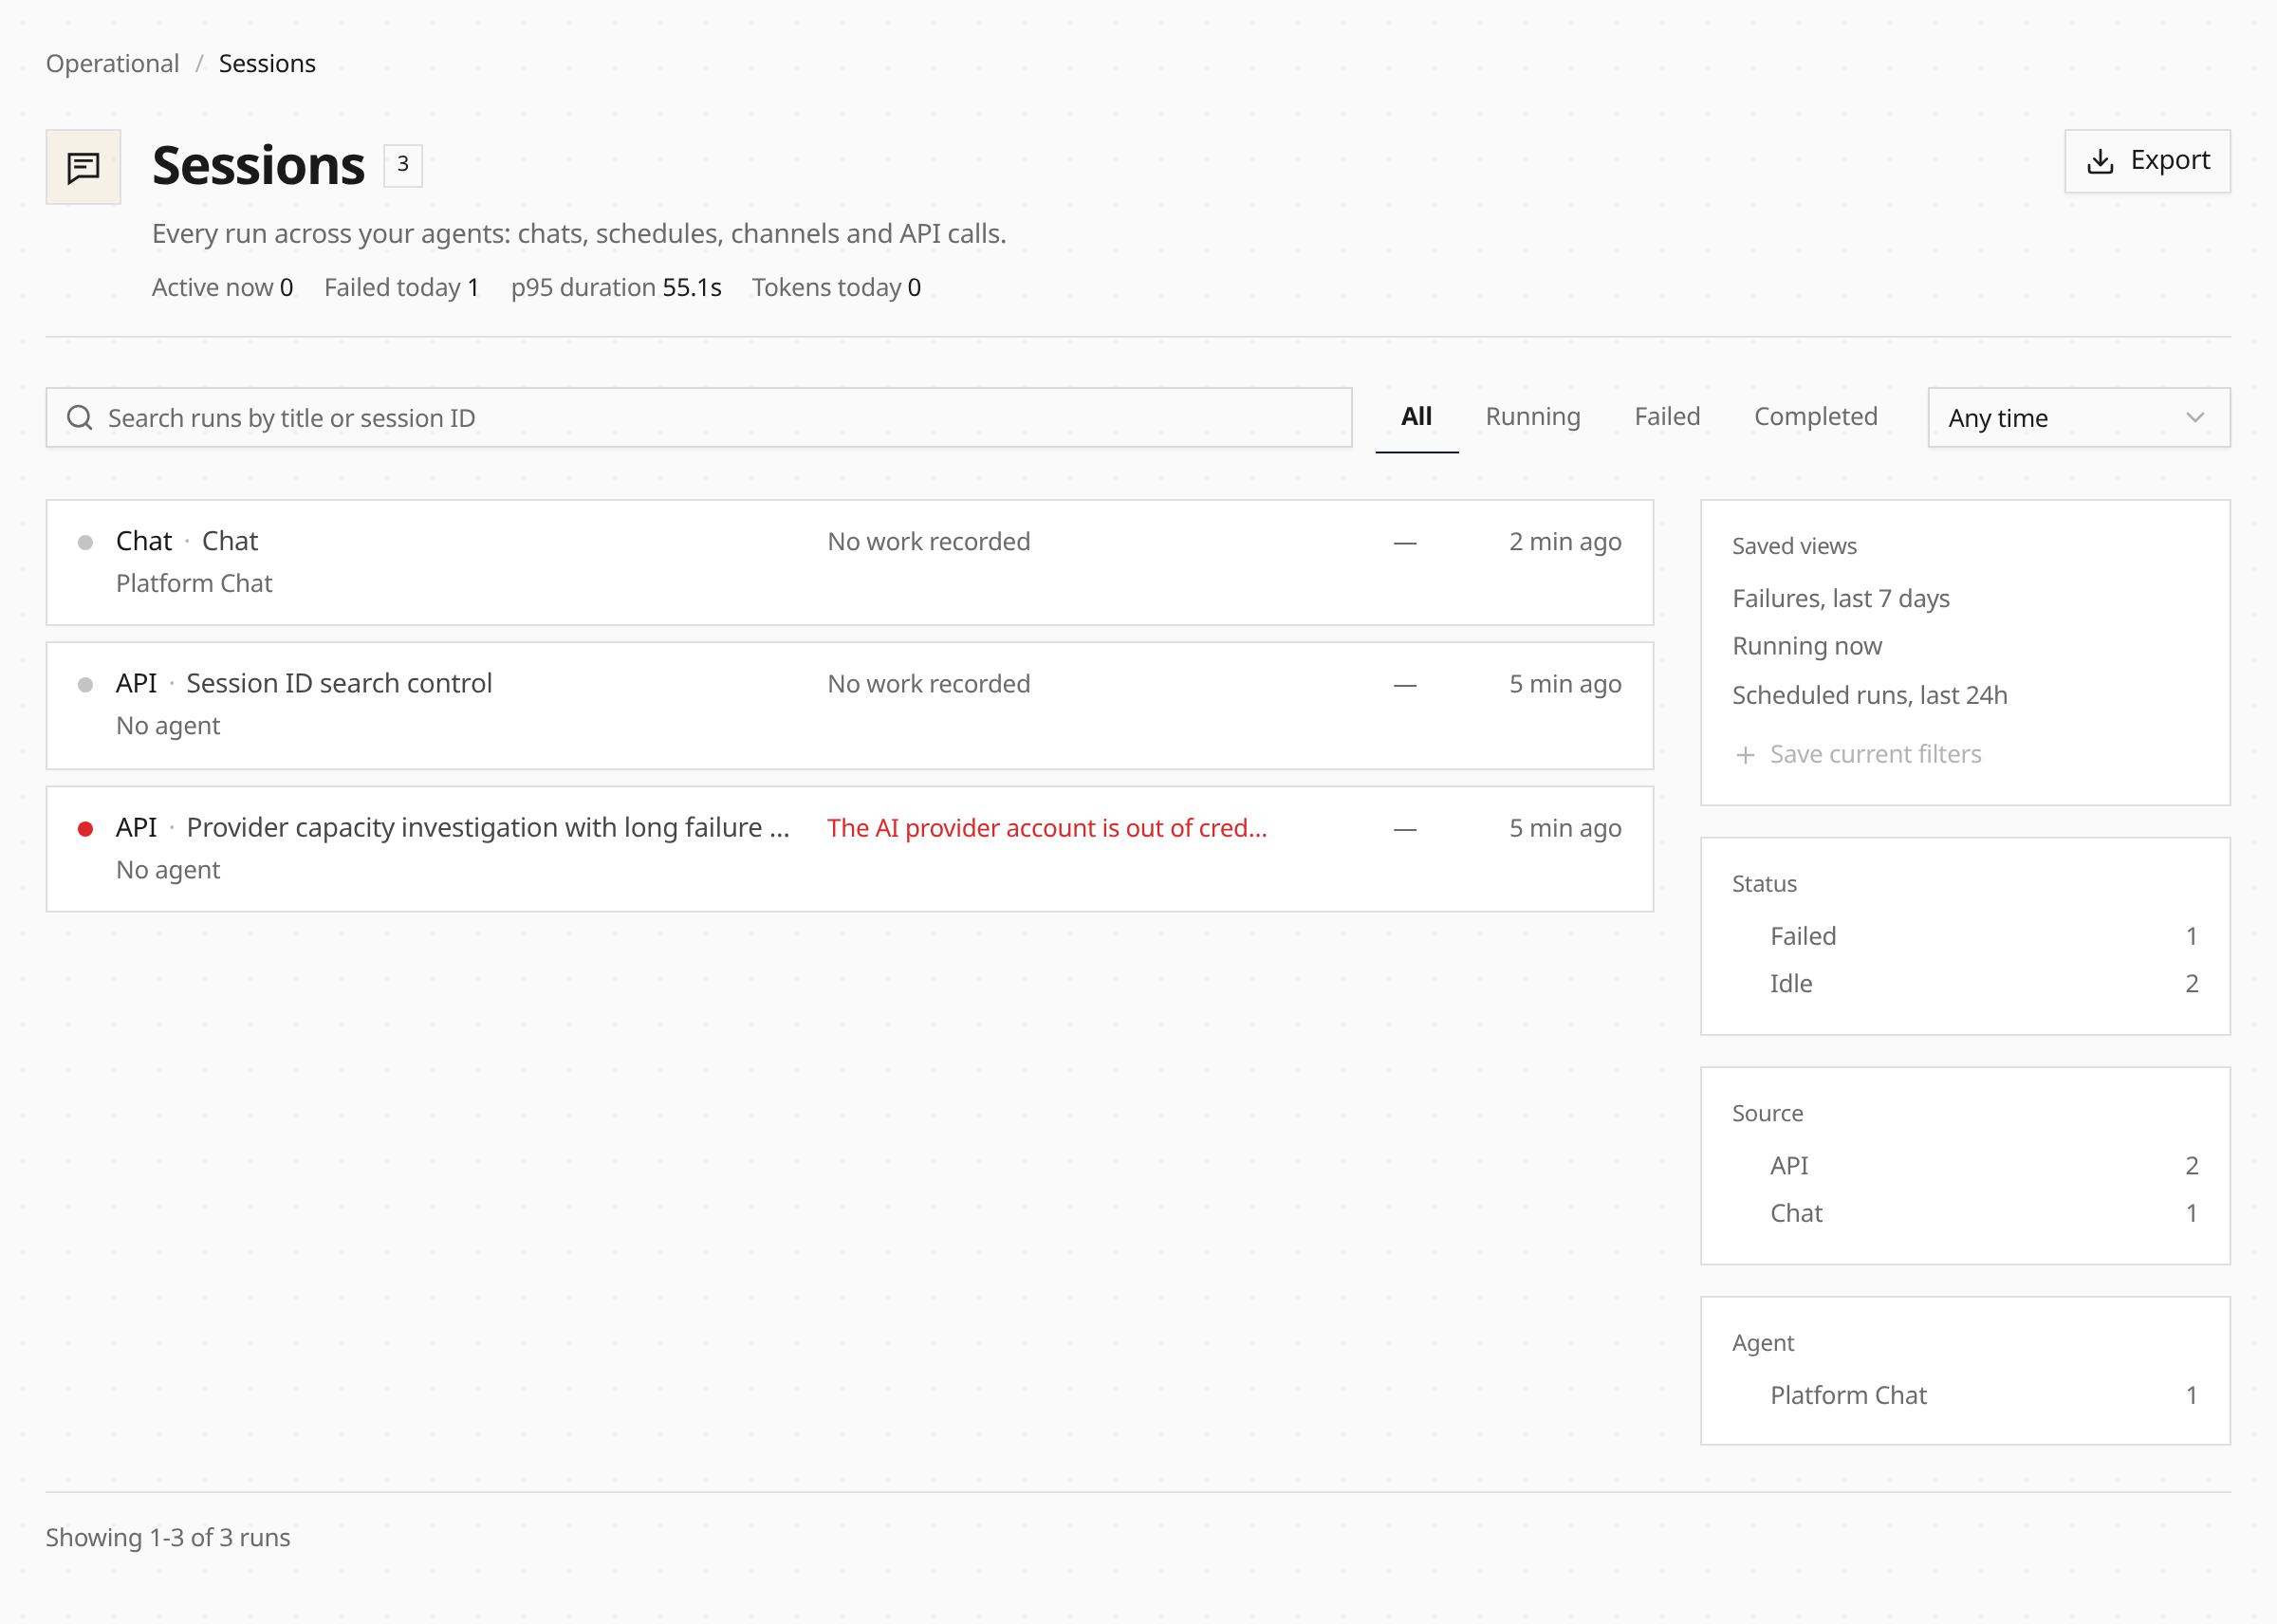 Operational / Sessions
Sessions 3
Export
Every run across your agents: chats, schedules, channels and API calls.
Active now 0 Failed today 1 p95 duration 55.1s Tokens today 0
Search runs by title or session ID
All Running Failed Completed
Any time
Chat · Chat No work recorded — 2 min ago
Platform Chat
API · Session ID search control No work recorded — 5 min ago
No agent
API · Provider capacity investigation with long failure ... The AI provider account is out of cred... — 5 min ago
No agent
Saved views
Failures, last 7 days
Running now
Scheduled runs, last 24h
+ Save current filters
Status
Failed 1
Idle 2
Source
API 2
Chat 1
Agent
Platform Chat 1
Showing 1-3 of 3 runs